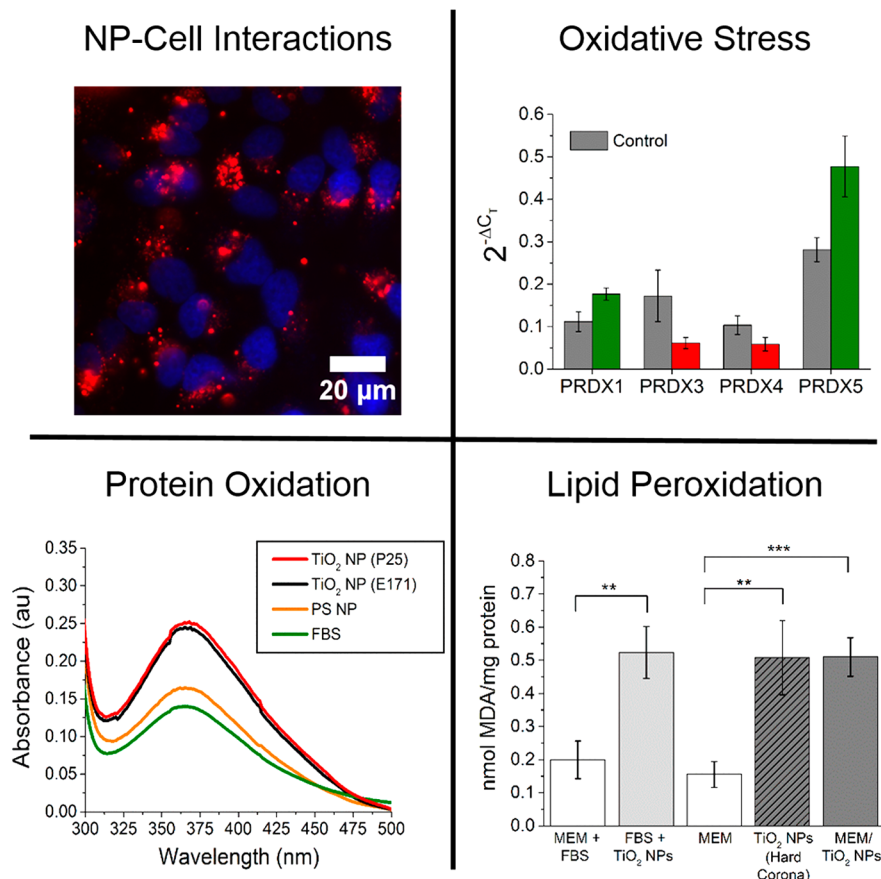 NP-Cell Interactions
20 µm
Oxidative Stress
0.6
0.5
0.4
0.3
0.2
0.1
0.0
2^-ΔC_T
Control
PRDX1 PRDX3 PRDX4 PRDX5
Protein Oxidation
0.35
0.30
0.25
0.20
0.15
0.10
0.05
0.00
Absorbance (au)
TiO₂ NP (P25)
TiO₂ NP (E171)
PS NP
FBS
300 325 350 375 400 425 450 475 500
Wavelength (nm)
Lipid Peroxidation
0.8
0.7
0.6
0.5
0.4
0.3
0.2
0.1
0.0
nmol MDA/mg protein
**
**
***
MEM +
FBS
FBS +
TiO₂ NPs
MEM
TiO₂ NPs
(Hard
Corona)
MEM/
TiO₂ NPs